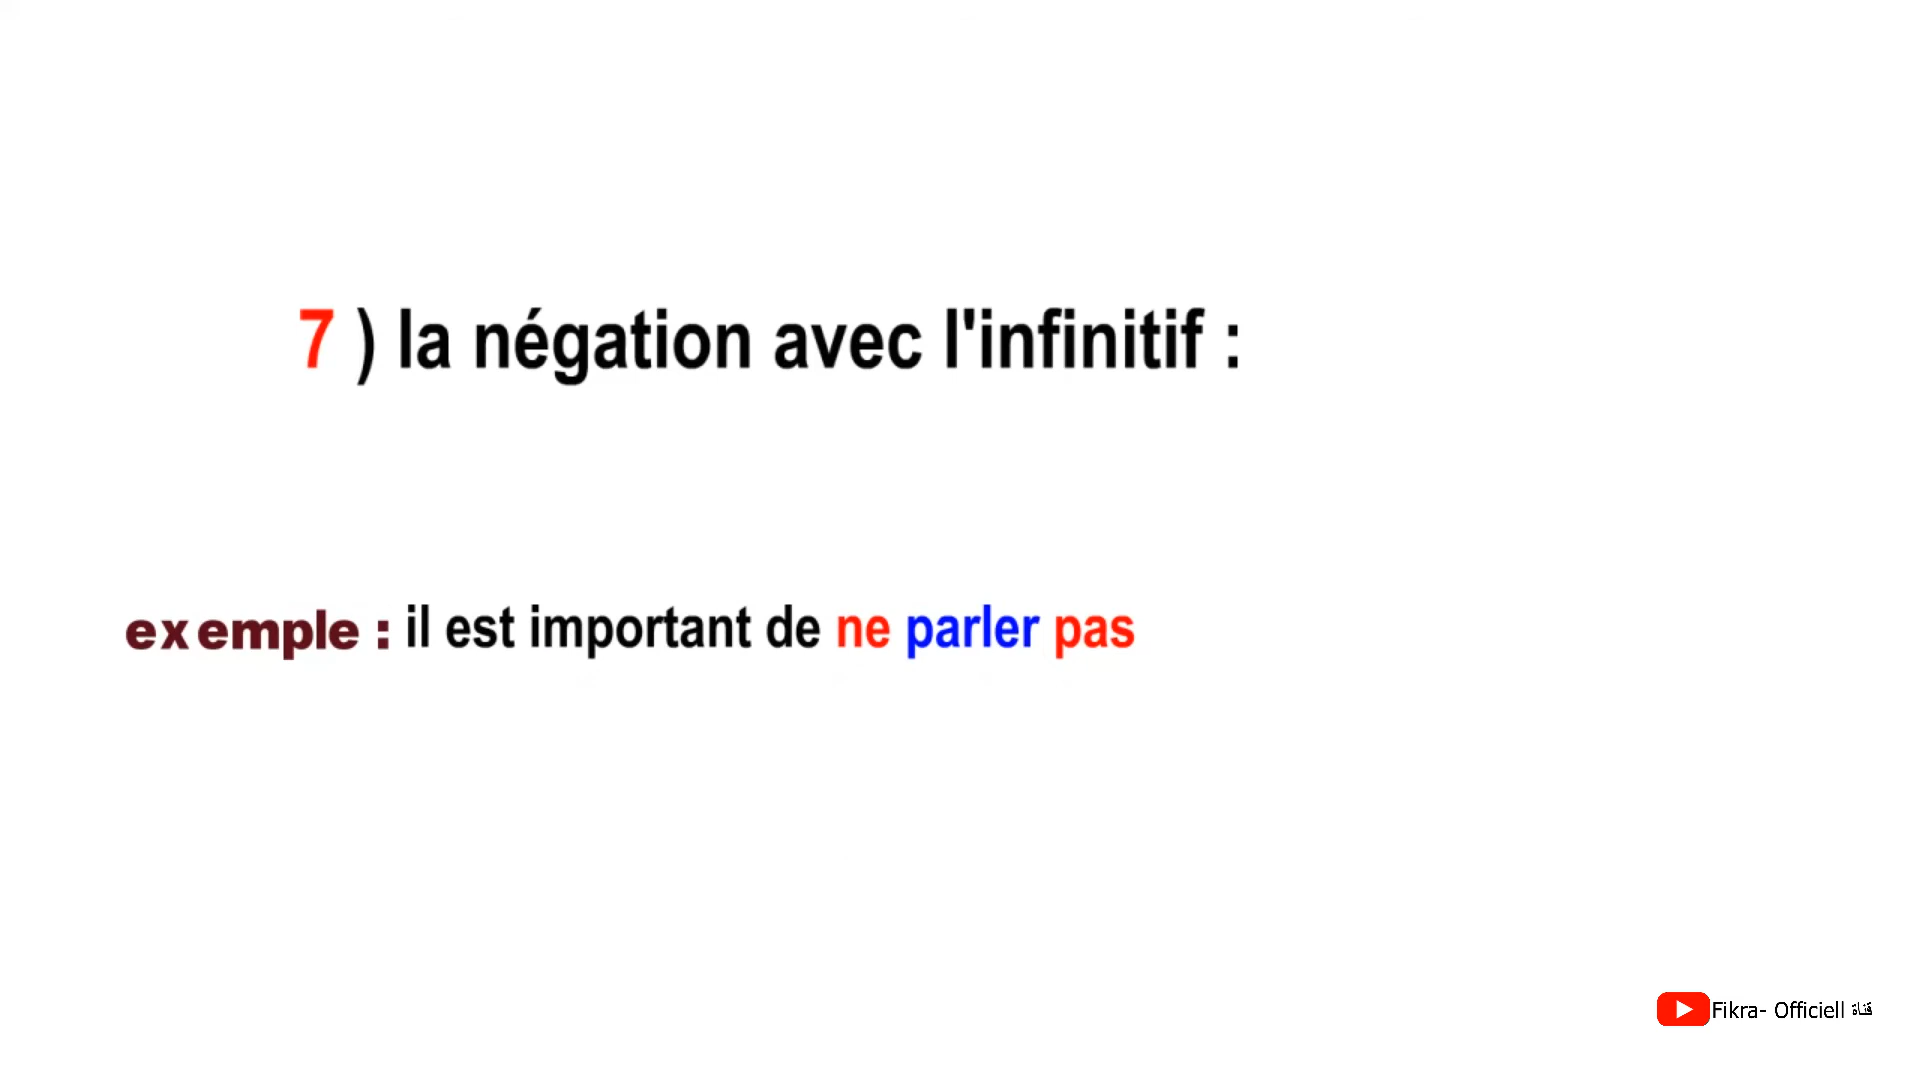 7 ) la négation avec l'infinitif :
exemple : il est important de ne parler pas
Fikra- Officiell قناة